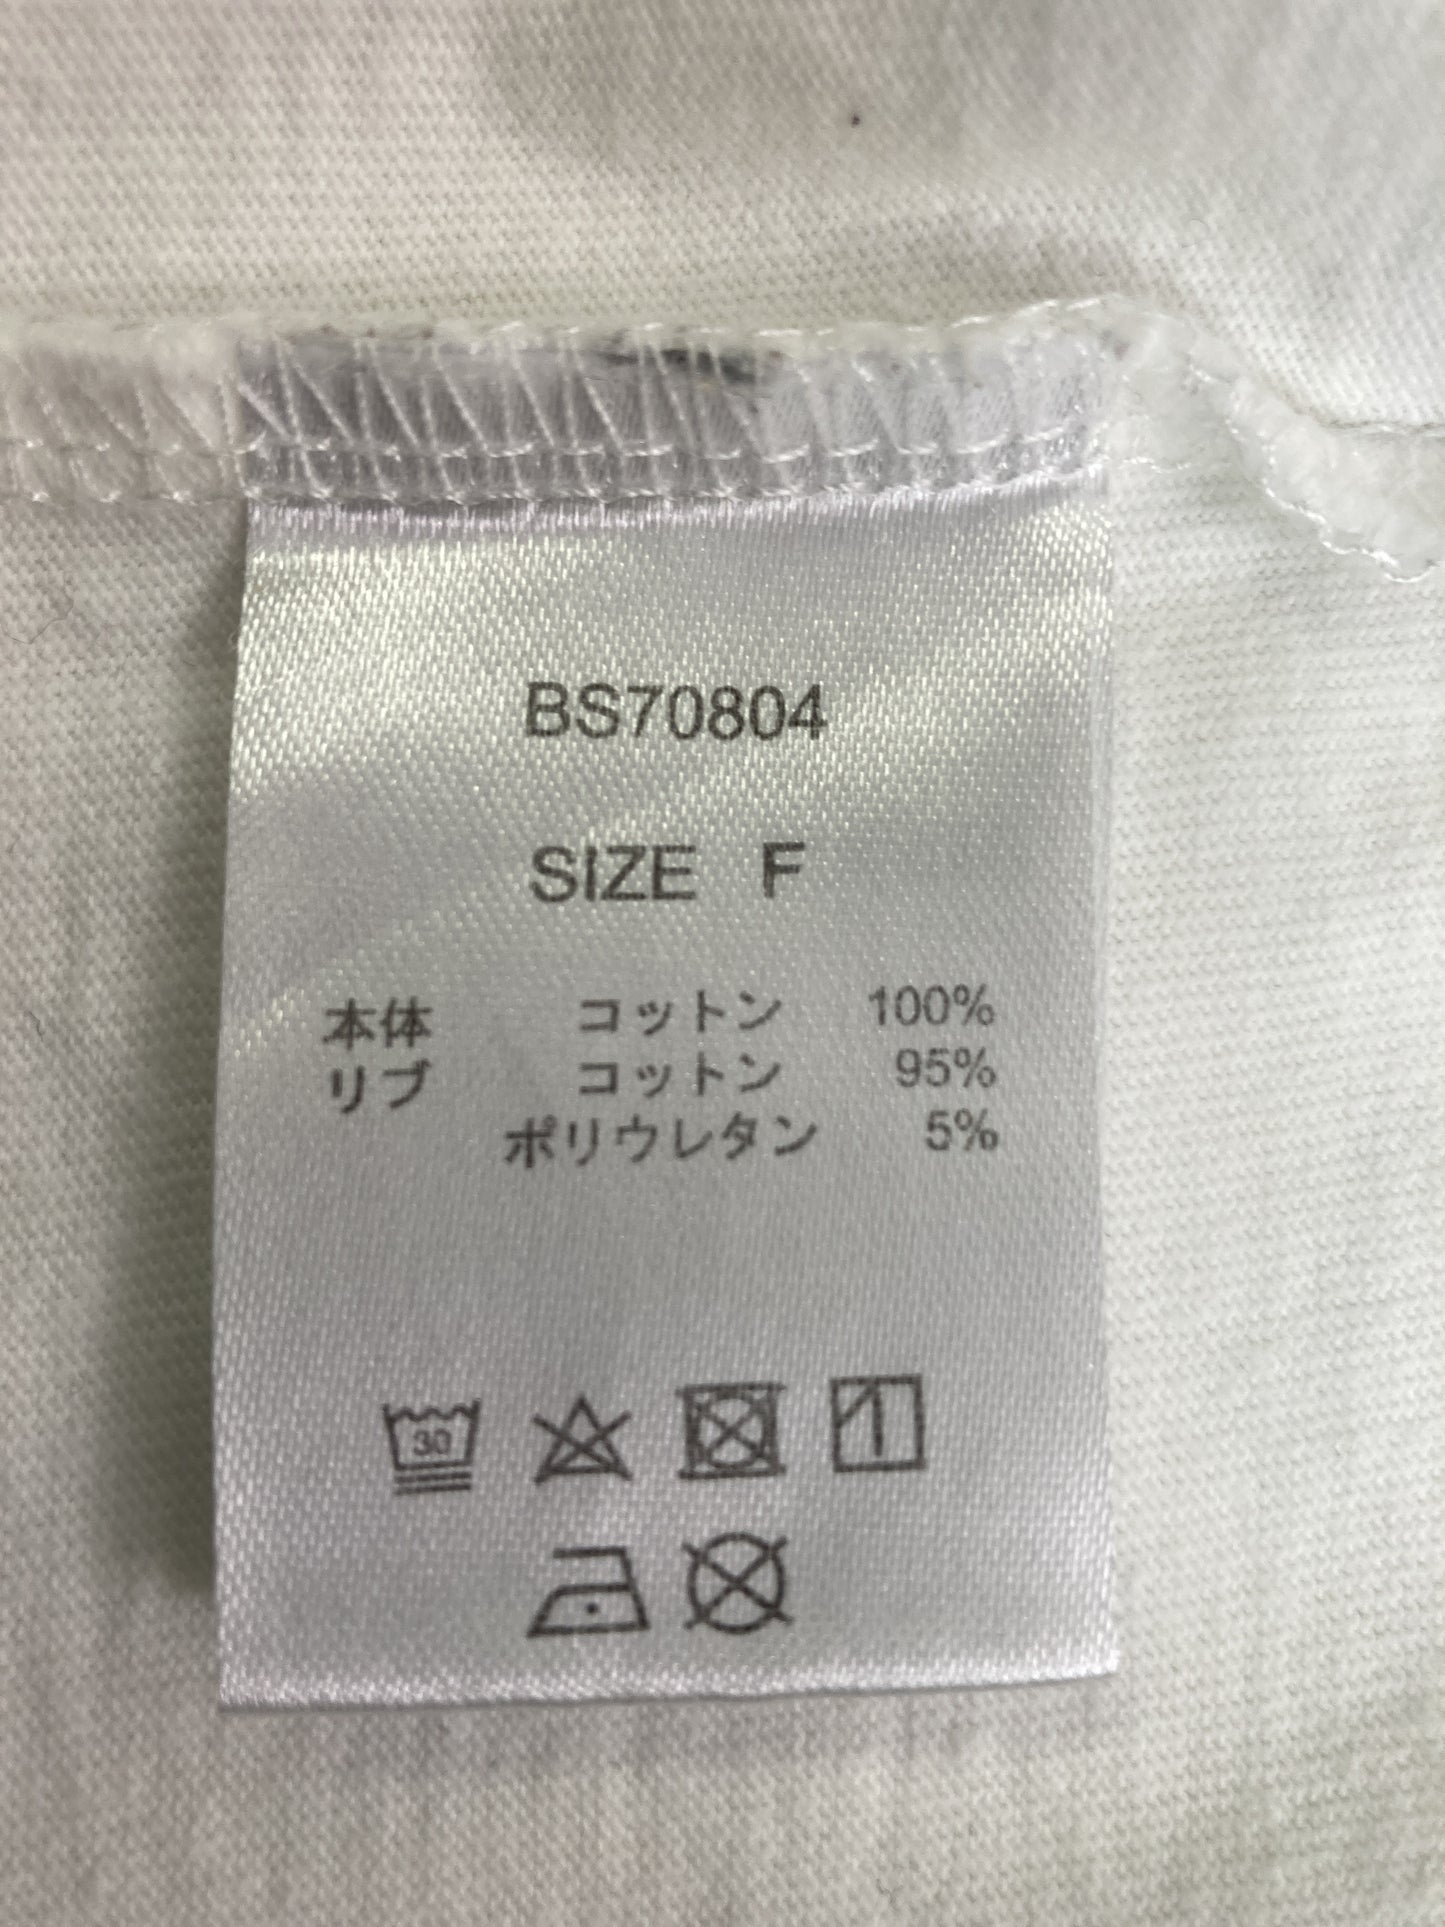 BS70804
SIZE F
本体 コットン 100%
リブ コットン 95%
ポリウレタン 5%
30